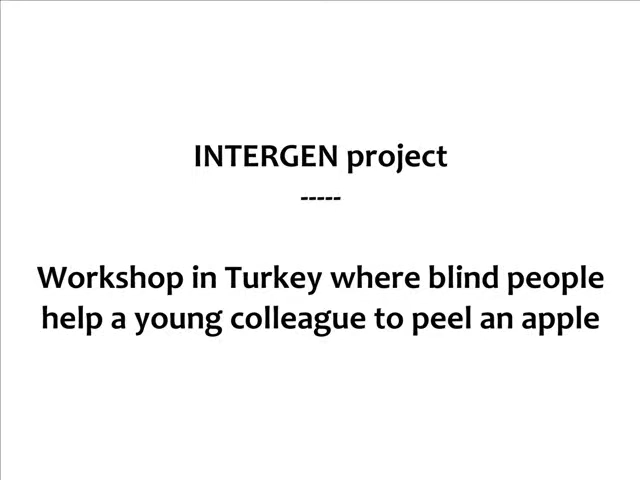 INTERGEN project
-----
Workshop in Turkey where blind people
help a young colleague to peel an apple